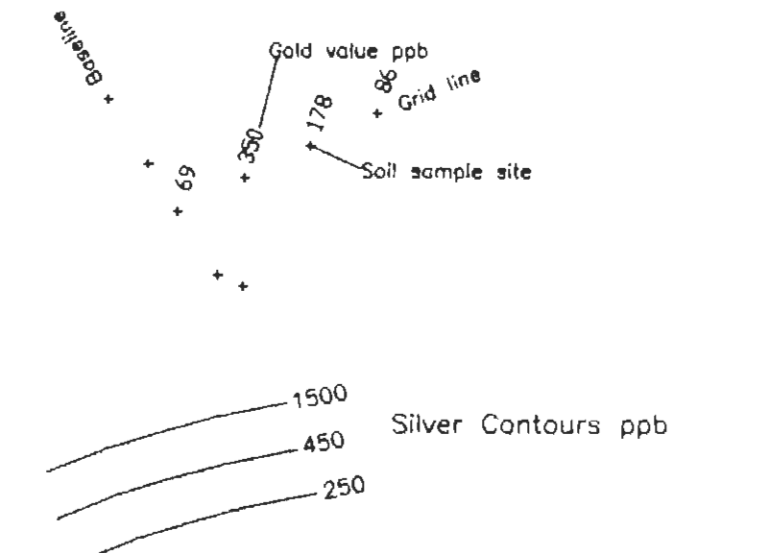 Baseline
Gold value ppb
86
Grid line
178
350
Soil sample site
69
1500
Silver Contours ppb
450
250